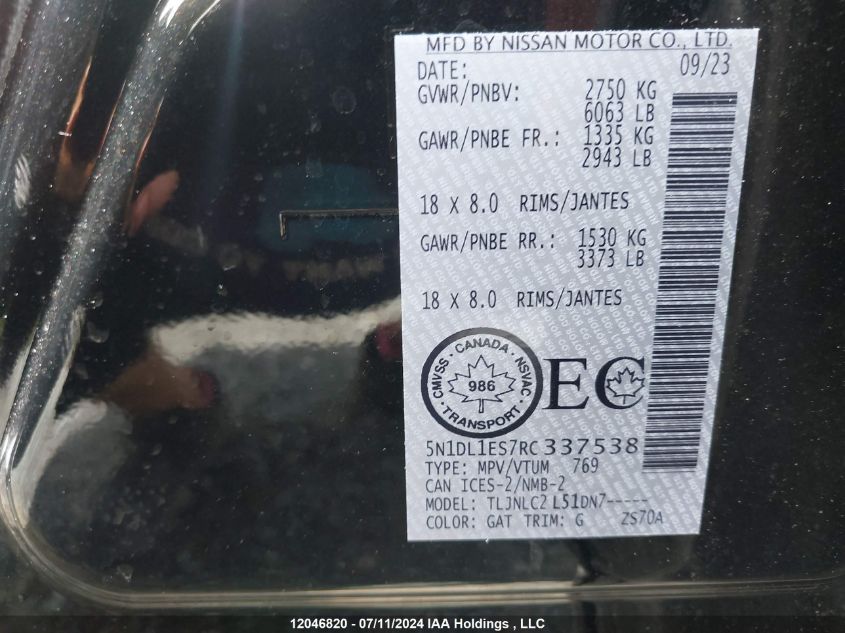 MFD BY NISSAN MOTOR CO., LTD.
DATE: 09/23
GVWR/PNBV: 2750 KG
6063 LB
GAWR/PNBE FR.: 1335 KG
2943 LB
18 X 8.0 RIMS/JANTES
GAWR/PNBE RR.: 1530 KG
3373 LB
18 X 8.0 RIMS/JANTES
CMVSS · CANADA · NSVAC · TRANSPORT ·
986
EC
5N1DL1ES7RC337538
TYPE: MPV/VTUM 769
CAN ICES-2/NMB-2
MODEL: TLJNLC2 L51DN7-----
COLOR: GAT TRIM: G ZS70A
12046820 - 07/11/2024 IAA Holdings , LLC